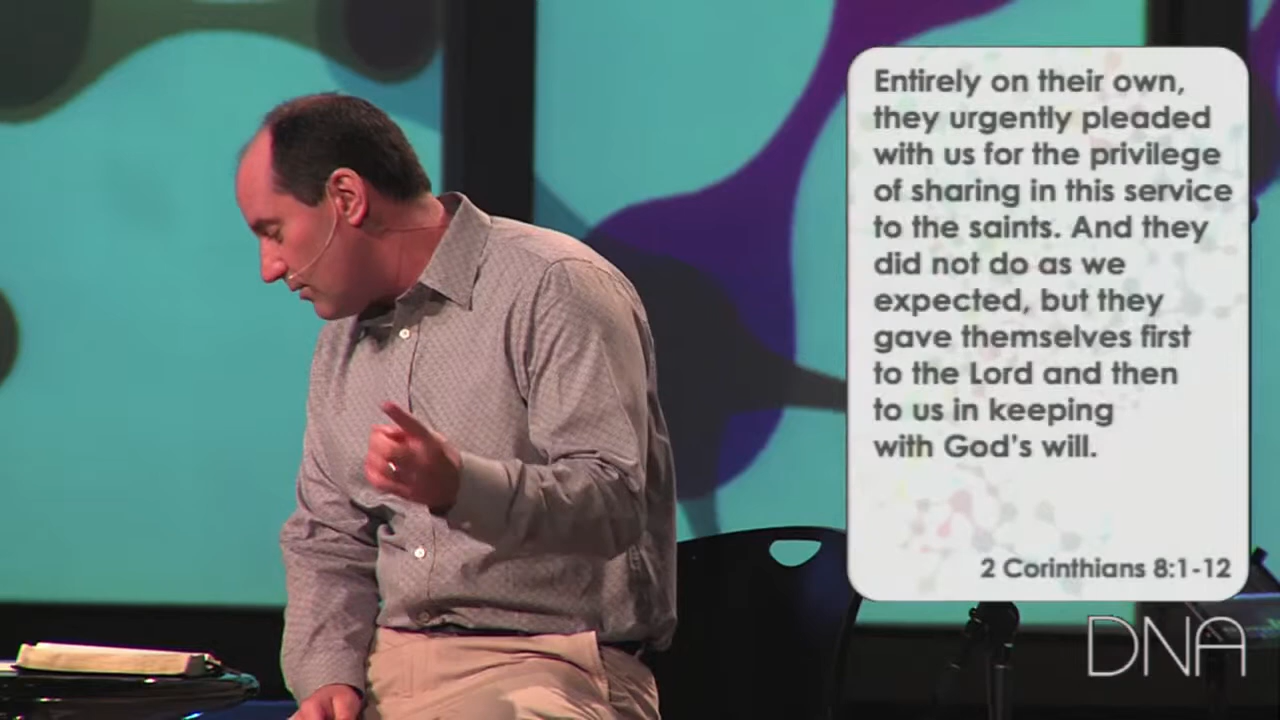 Entirely on their own,
they urgently pleaded
with us for the privilege
of sharing in this service
to the saints. And they
did not do as we
expected, but they
gave themselves first
to the Lord and then
to us in keeping
with God's will.
2 Corinthians 8:1-12
DNA